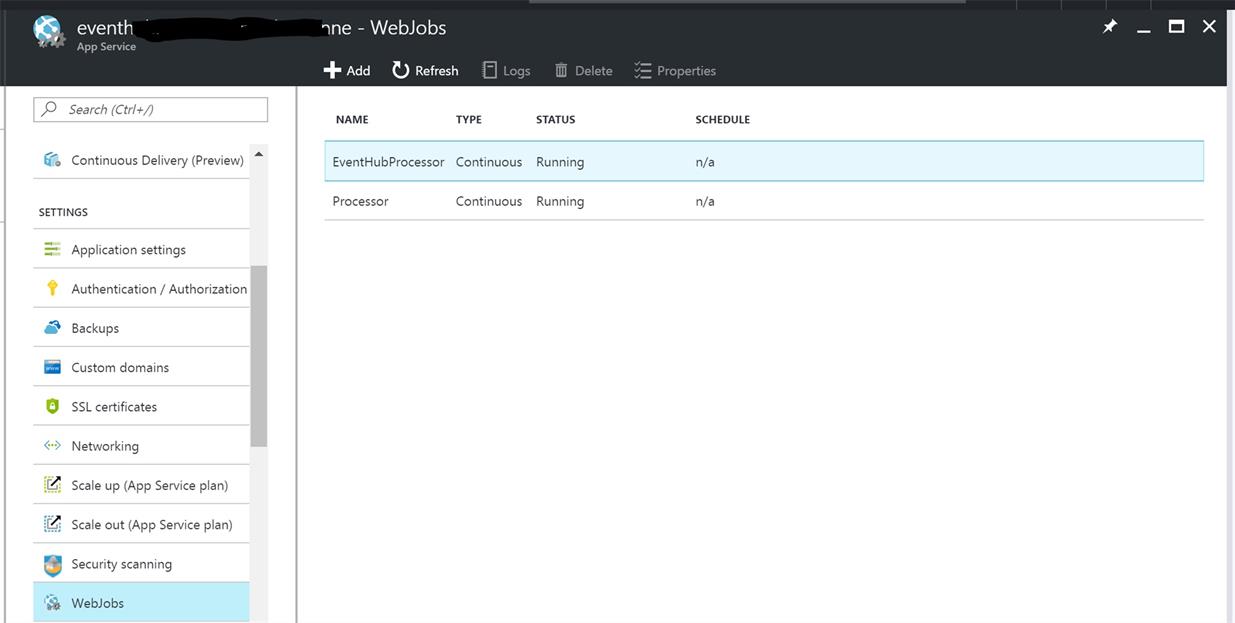 eventh nne - WebJobs
App Service
Add Refresh Logs Delete Properties
Search (Ctrl+/)
Continuous Delivery (Preview)
SETTINGS
Application settings
Authentication / Authorization
Backups
Custom domains
SSL certificates
Networking
Scale up (App Service plan)
Scale out (App Service plan)
Security scanning
WebJobs
NAME TYPE STATUS SCHEDULE
EventHubProcessor Continuous Running n/a
Processor Continuous Running n/a